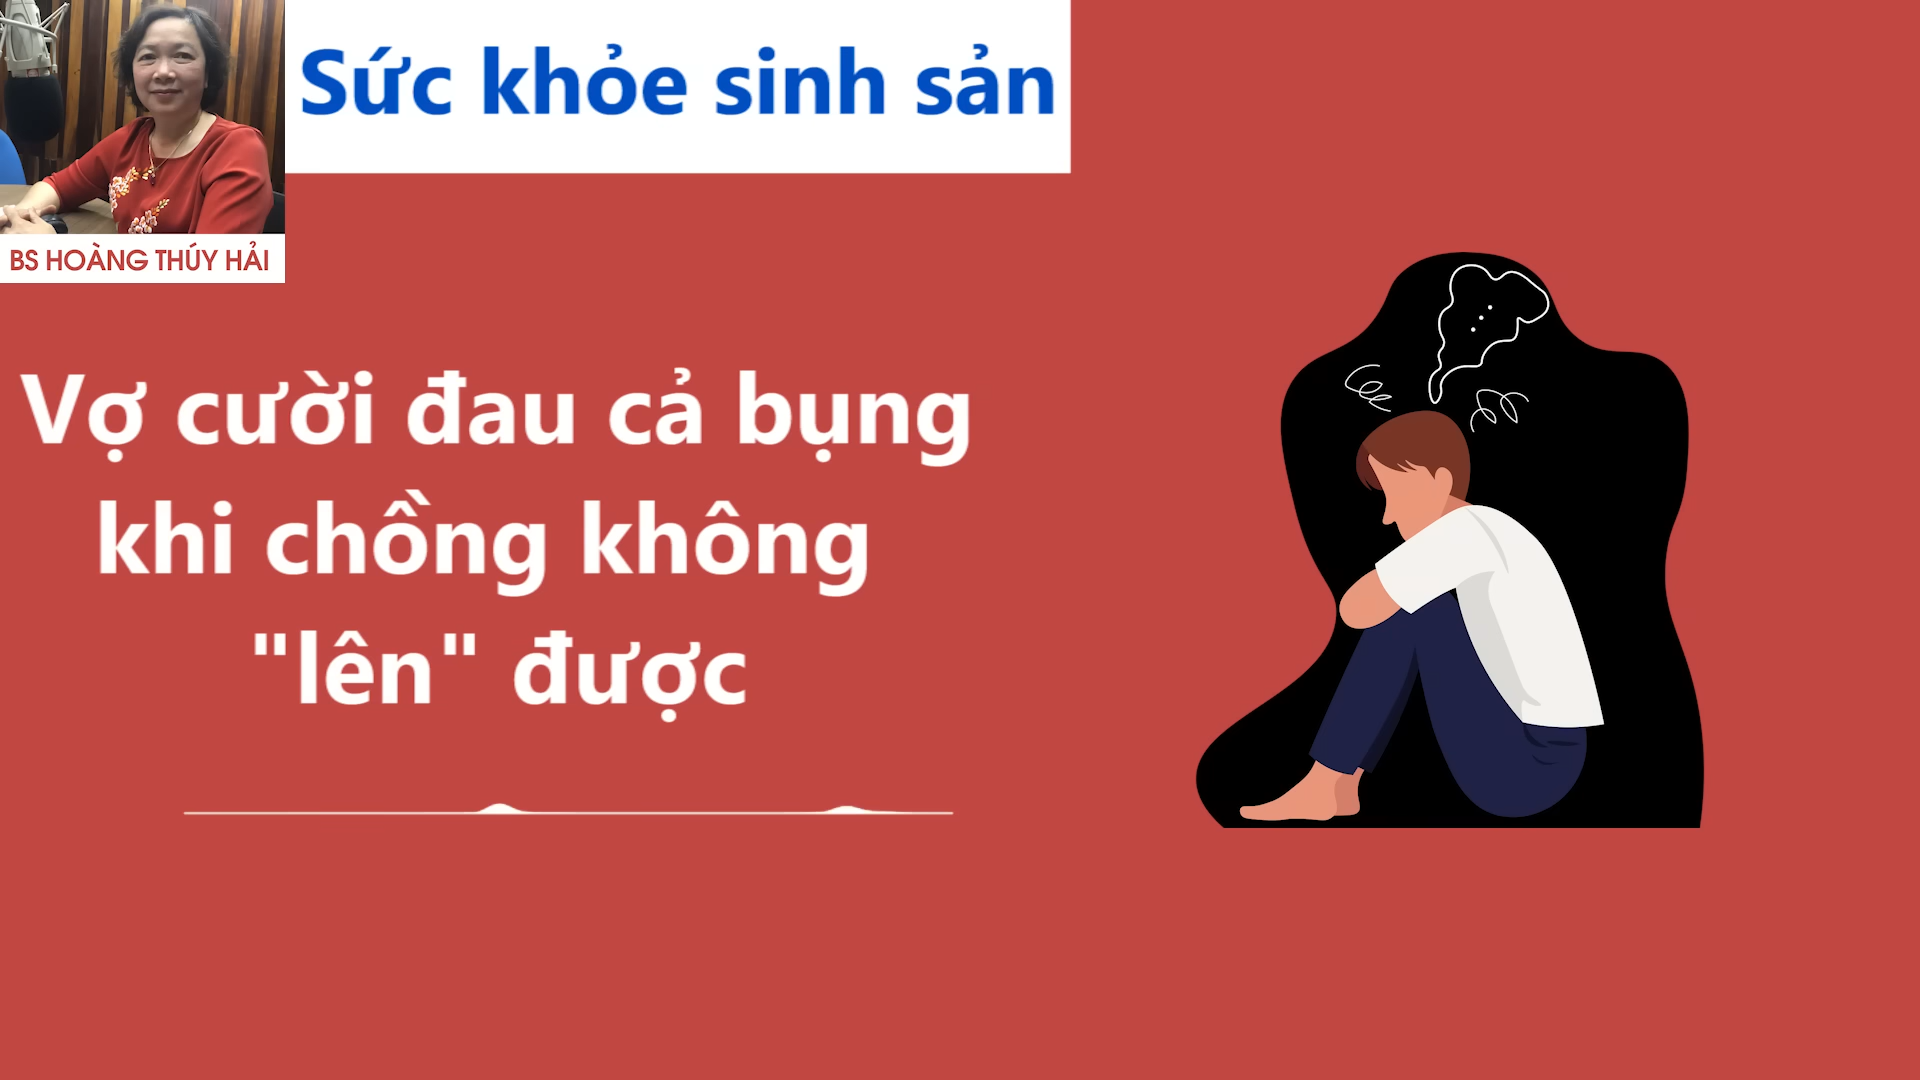 Sức khỏe sinh sản
BS HOÀNG THÚY HẢI
Vợ cười đau cả bụng
khi chồng không
"lên" được